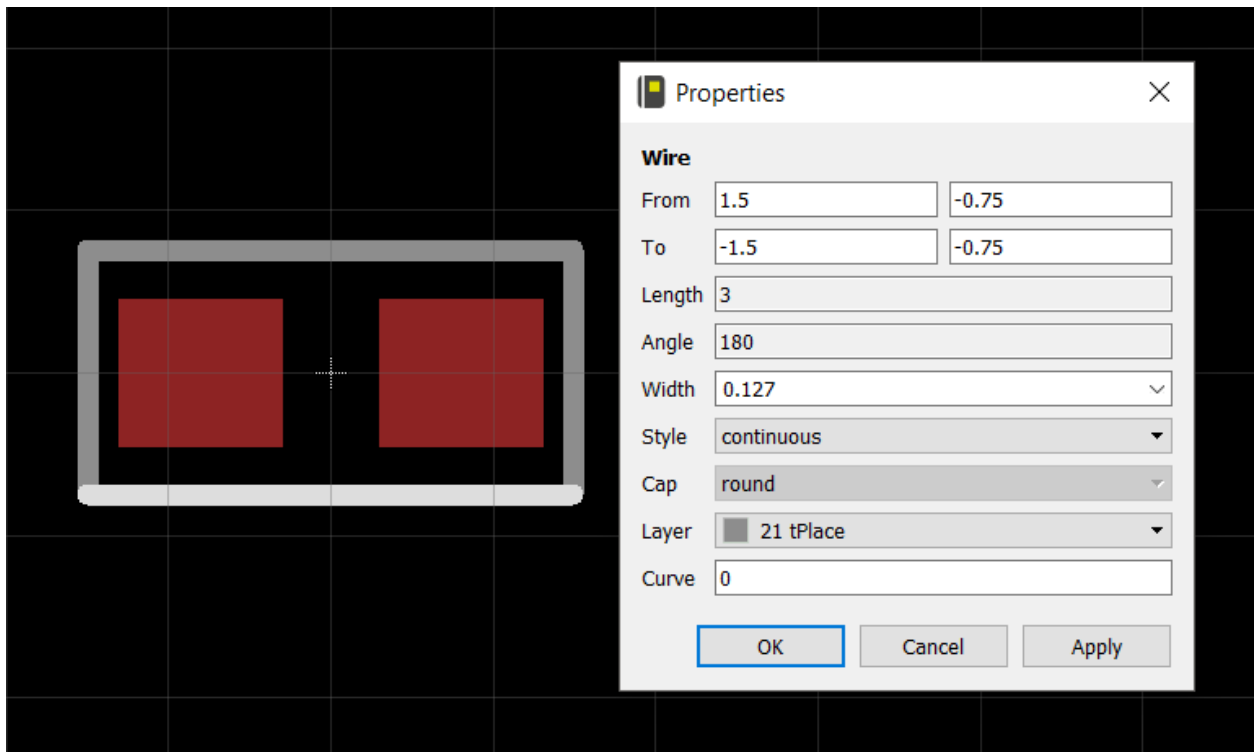 Properties
Wire
From 1.5 -0.75
To -1.5 -0.75
Length 3
Angle 180
Width 0.127
Style continuous
Cap round
Layer 21 tPlace
Curve 0
OK Cancel Apply